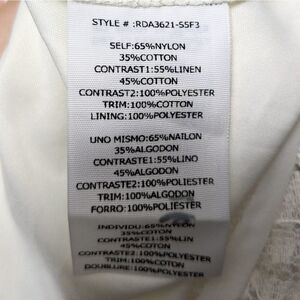 STYLE # :RDA3621-S5F3
SELF:65%NYLON
35%COTTON
CONTRAST1:55%LINEN
45%COTTON
CONTRAST2:100%POLYESTER
TRIM:100%COTTON
LINING:100%POLYESTER
UNO MISMO:65%NAILON
35%ALGODON
CONTRASTE1:55%LINO
45%ALGODON
CONTRASTE2:100%POLIESTER
TRIM:100%ALGODON
FORRO:100%POLIESTER
INDIVIDU:65%NYLON
35%COTON
CONTRASTE1:55%LIN
45%COTON
CONTRASTE2:100%POLYESTER
TRIM:100%COTON
DOUBLURE:100%POLYESTER